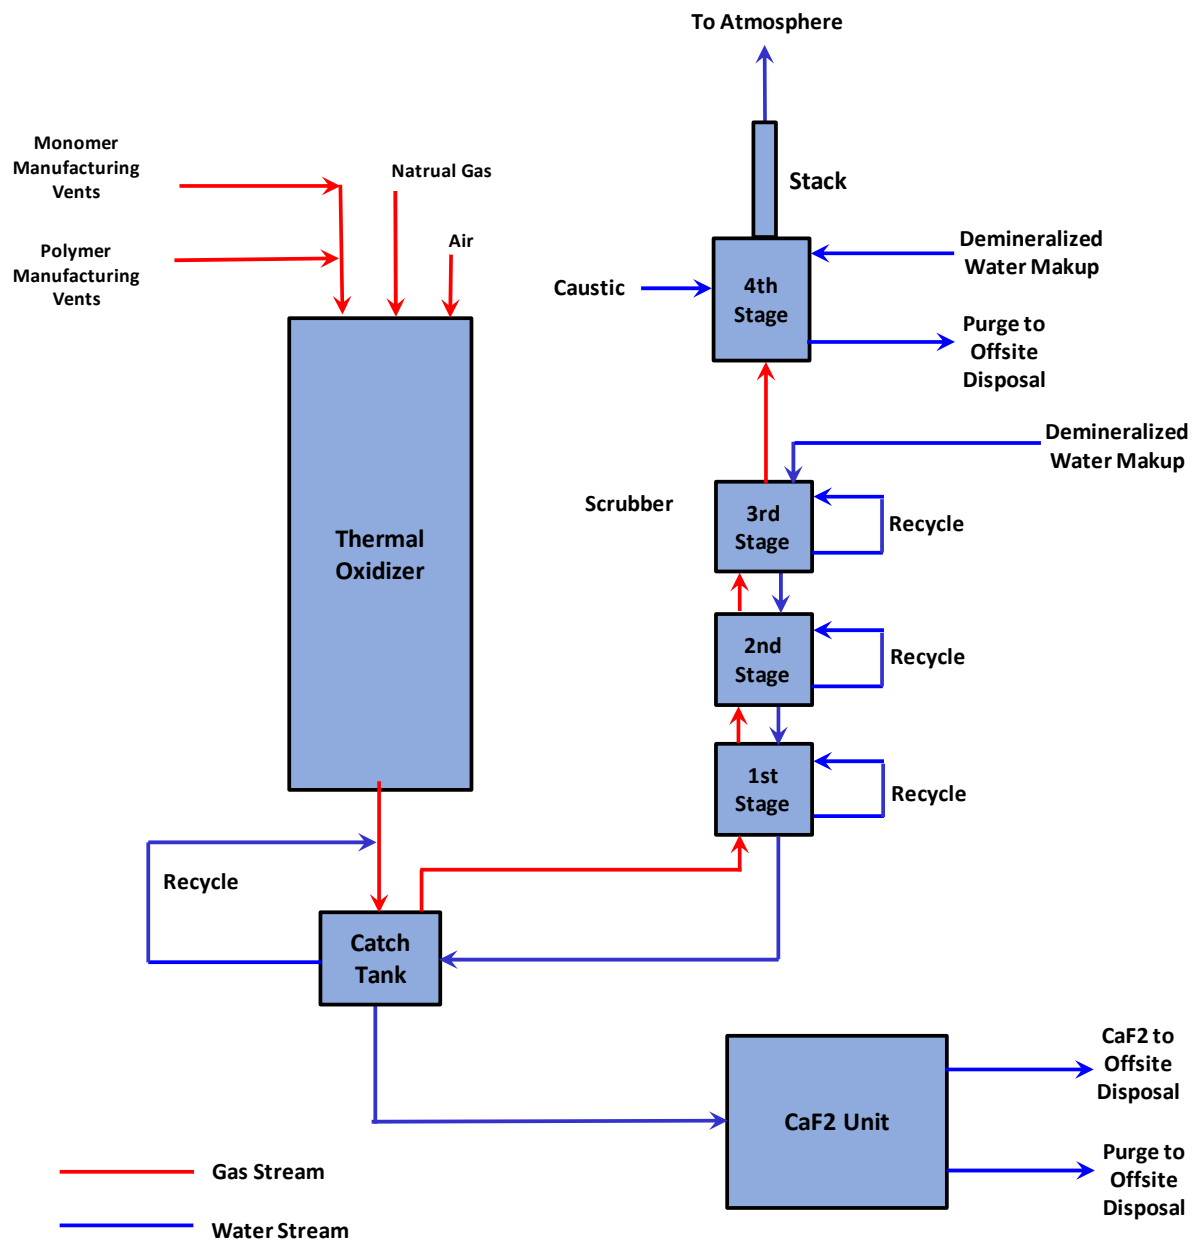 To Atmosphere
Monomer
Manufacturing
Vents
Natrual Gas
Stack
Polymer
Manufacturing
Vents
Air
Demineralized
Water Makup
Caustic
4th
Stage
Purge to
Offsite
Disposal
Demineralized
Water Makup
Scrubber
3rd
Stage
Recycle
Thermal
Oxidizer
2nd
Stage
Recycle
1st
Stage
Recycle
Recycle
Catch
Tank
CaF2 to
Offsite
Disposal
CaF2 Unit
Purge to
Offsite
Disposal
Gas Stream
Water Stream